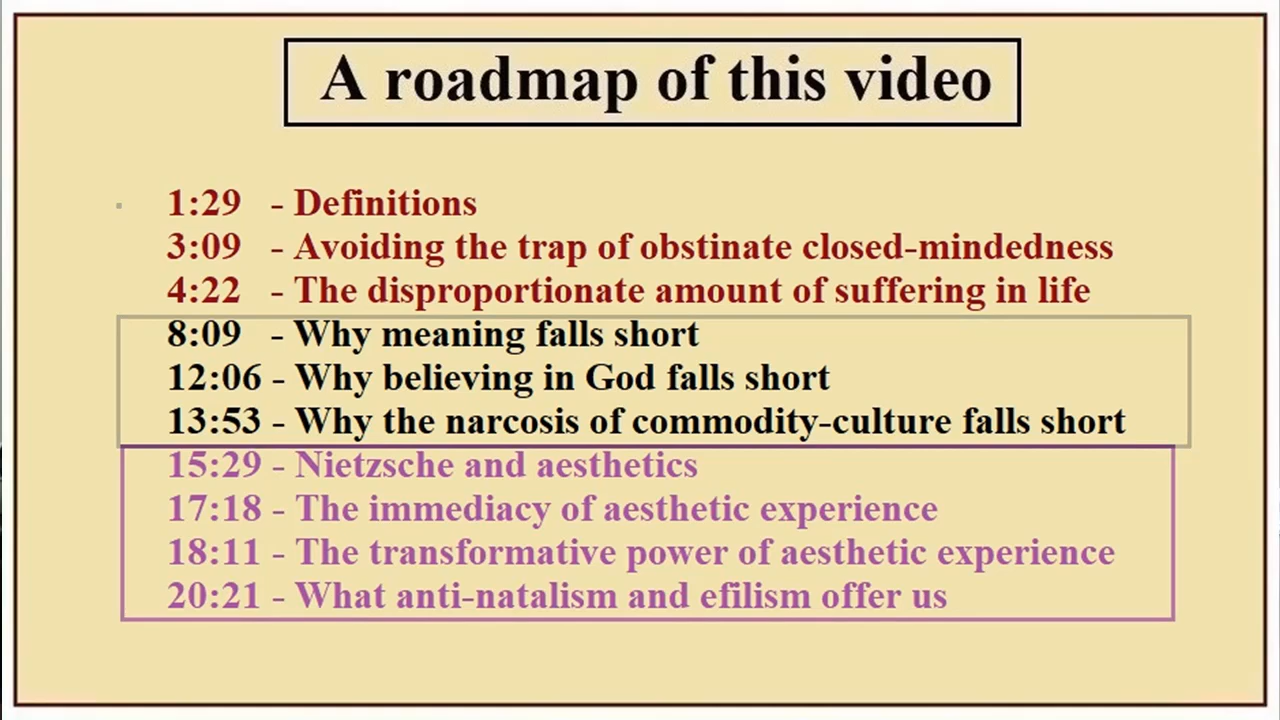 A roadmap of this video
1:29 - Definitions
3:09 - Avoiding the trap of obstinate closed-mindedness
4:22 - The disproportionate amount of suffering in life
8:09 - Why meaning falls short
12:06 - Why believing in God falls short
13:53 - Why the narcosis of commodity-culture falls short
15:29 - Nietzsche and aesthetics
17:18 - The immediacy of aesthetic experience
18:11 - The transformative power of aesthetic experience
20:21 - What anti-natalism and efilism offer us